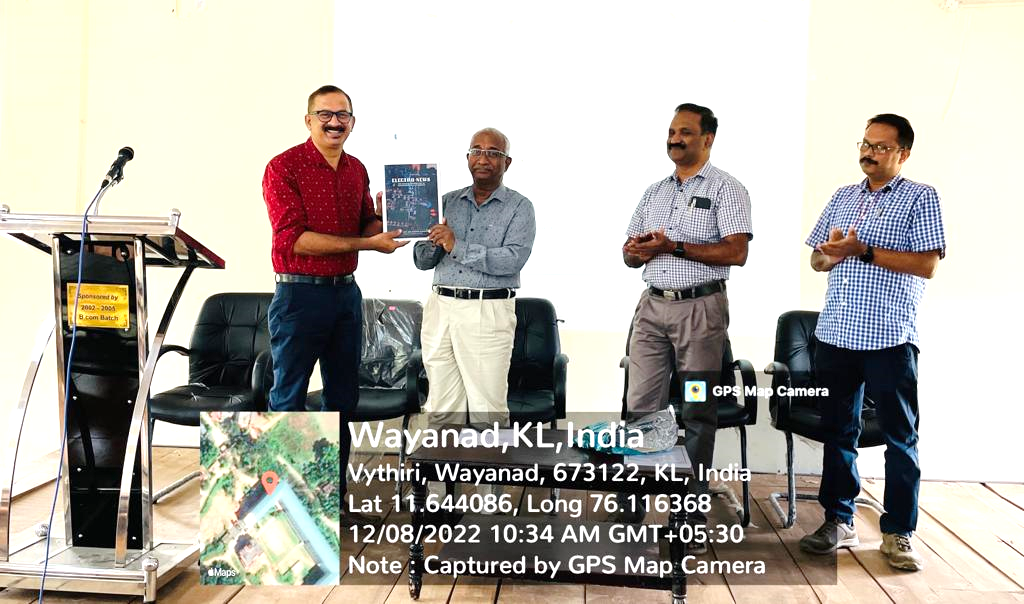 ELECTRO NEWS
Sponsored by
2002 - 2005
B.com Batch
GPS Map Camera
Wayanad,KL,India
Vythiri, Wayanad, 673122, KL, India
Lat 11.644086, Long 76.116368
12/08/2022 10:34 AM GMT+05:30
Note : Captured by GPS Map Camera
Maps